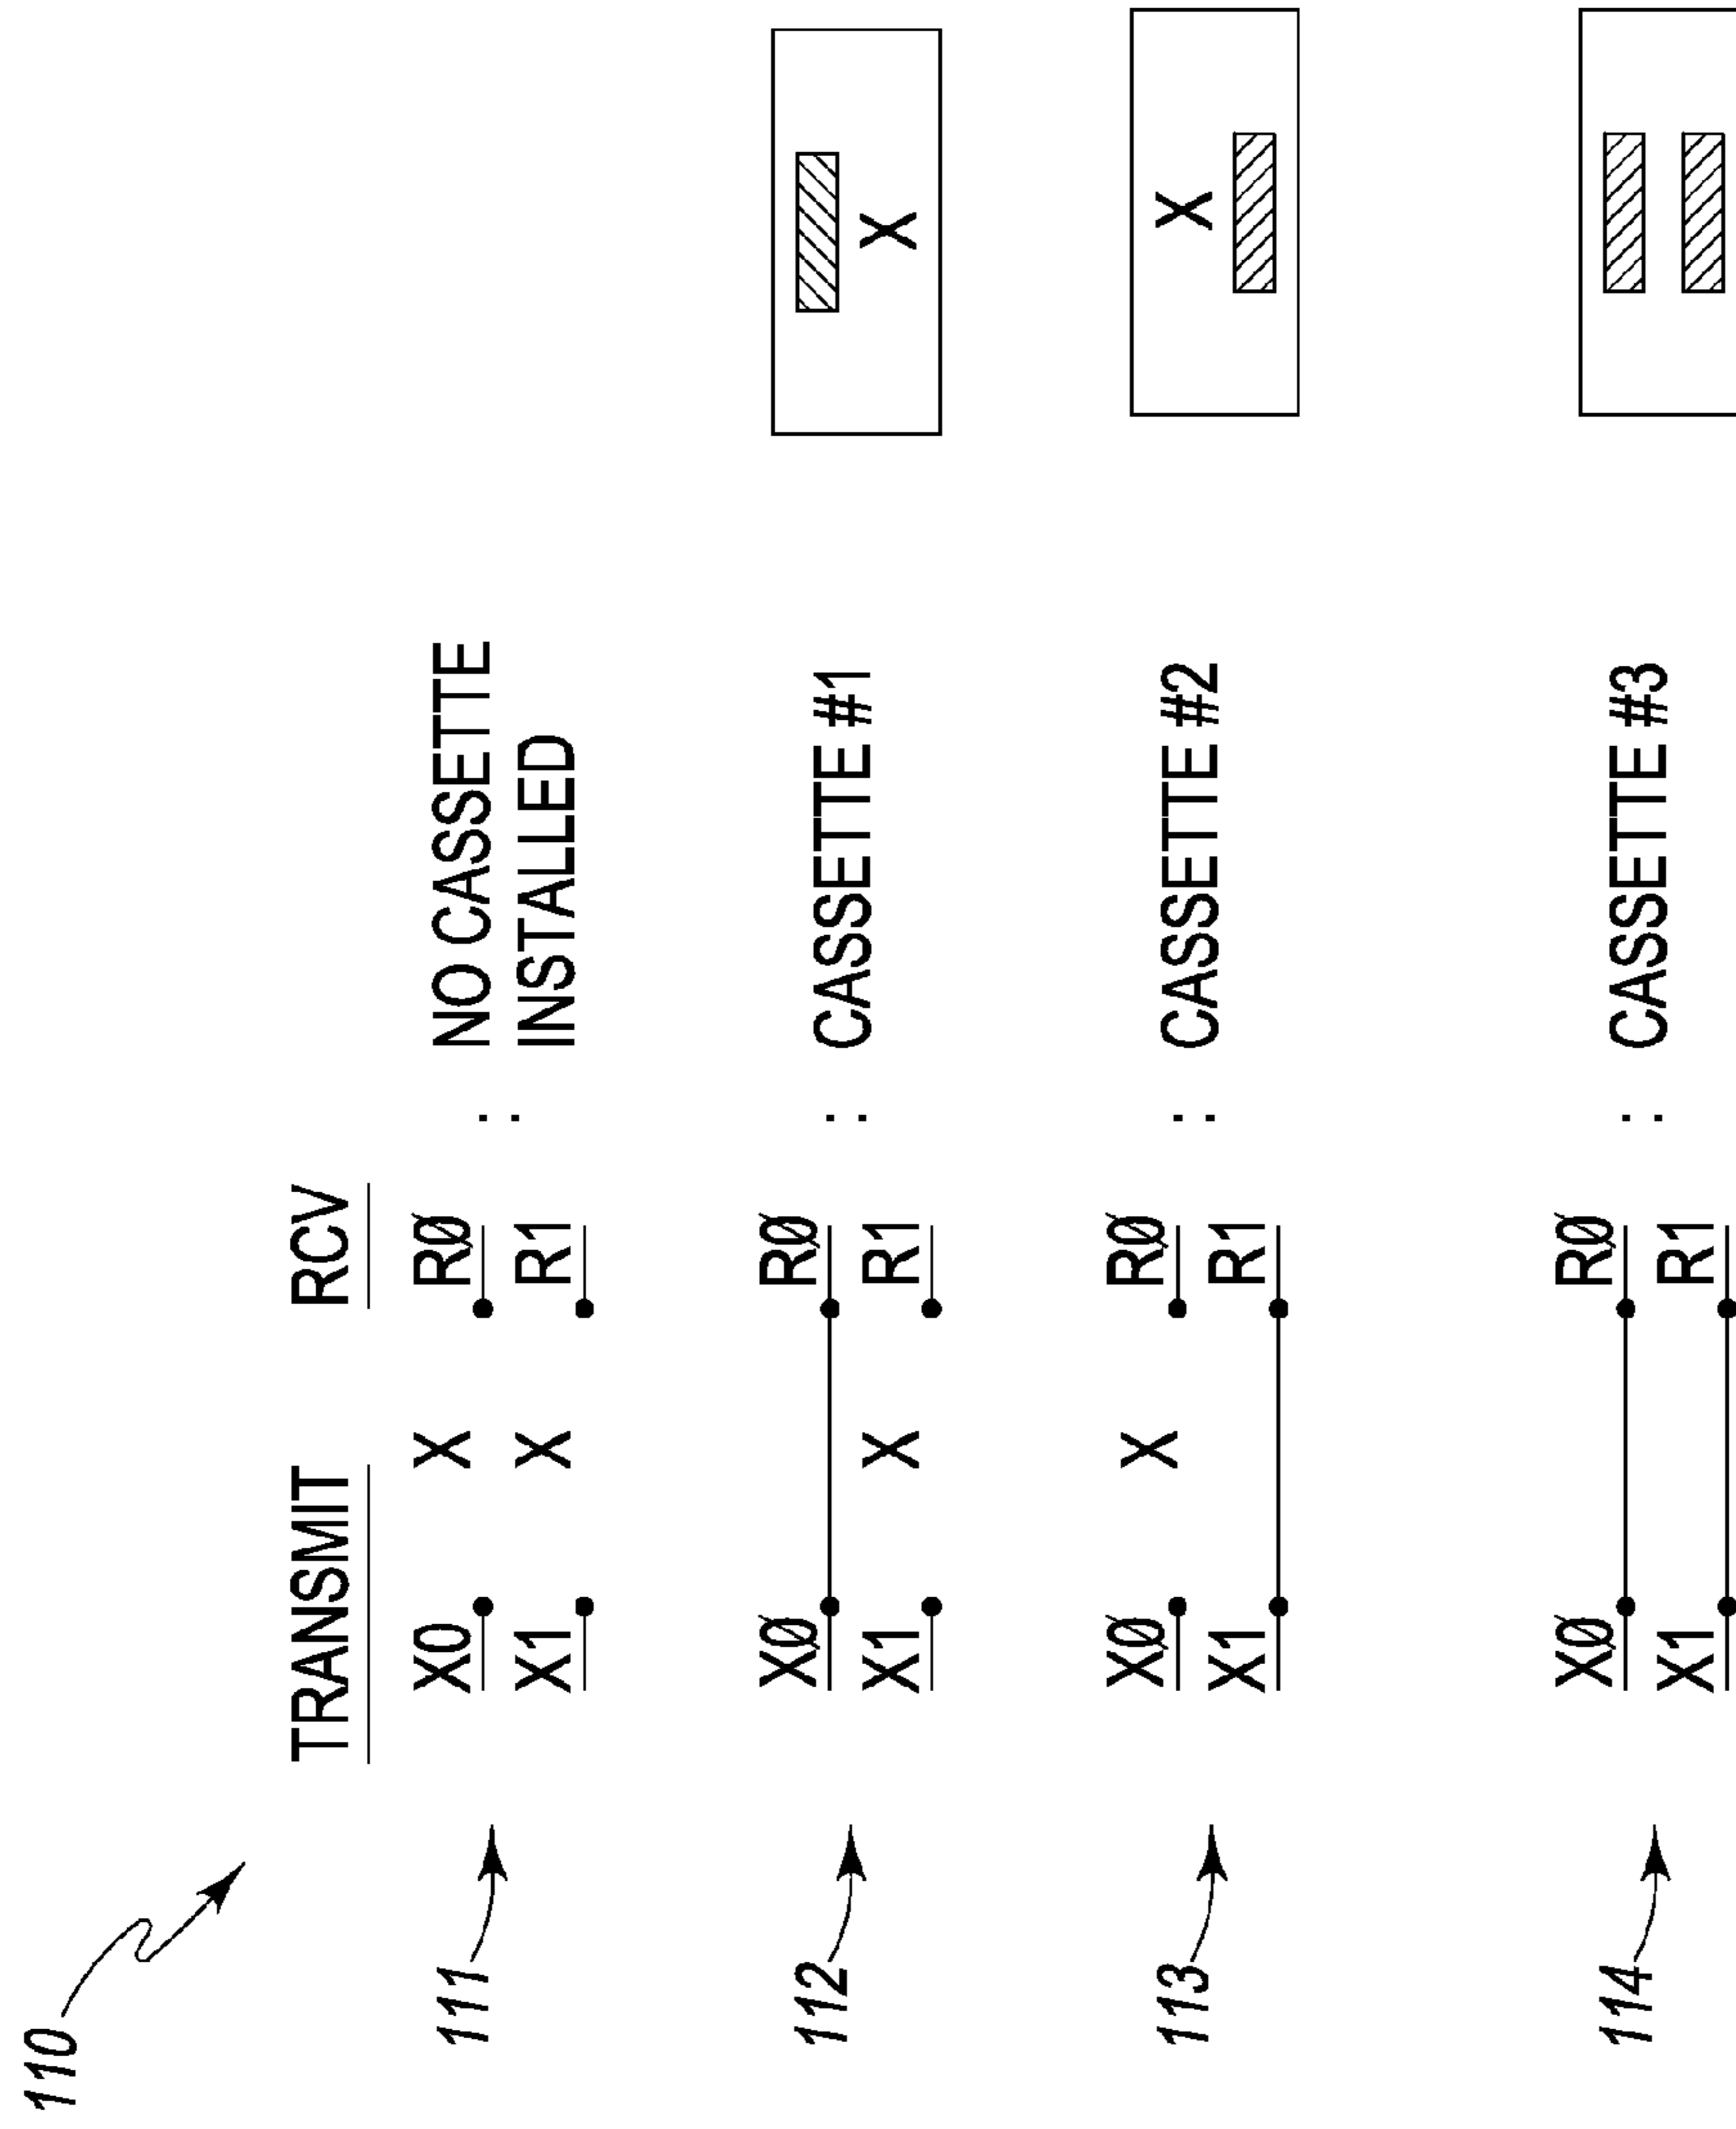 110
TRANSMIT RCV
111 X0 X RØ : NO CASSETTE
X1 X R1 INSTALLED
112 XØ RØ : CASSETTE #1
X1 X R1 X
113 XØ X RØ : CASSETTE #2 X
X1 R1
114 XØ RØ : CASSETTE #3
X1 R1